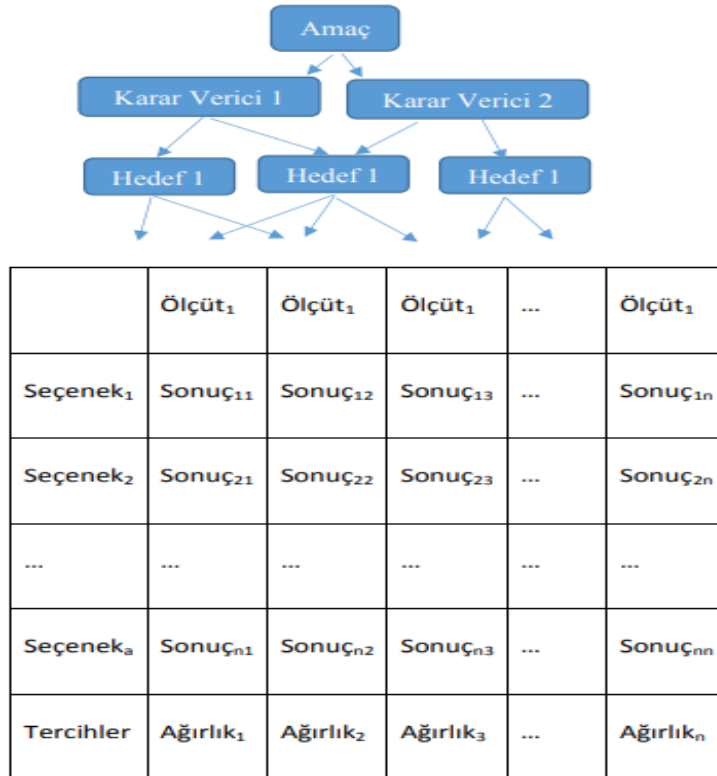 Amaç
Karar Verici 1 Karar Verici 2
Hedef 1 Hedef 1 Hedef 1
Ölçüt₁ Ölçüt₁ Ölçüt₁ ... Ölçüt₁
Seçenek₁ Sonuç₁₁ Sonuç₁₂ Sonuç₁₃ ... Sonuç₁ₙ
Seçenek₂ Sonuç₂₁ Sonuç₂₂ Sonuç₂₃ ... Sonuç₂ₙ
... ... ... ... ... ...
Seçenekₐ Sonuçₙ₁ Sonuçₙ₂ Sonuçₙ₃ ... Sonuçₙₙ
Tercihler Ağırlık₁ Ağırlık₂ Ağırlık₃ ... Ağırlıkₙ